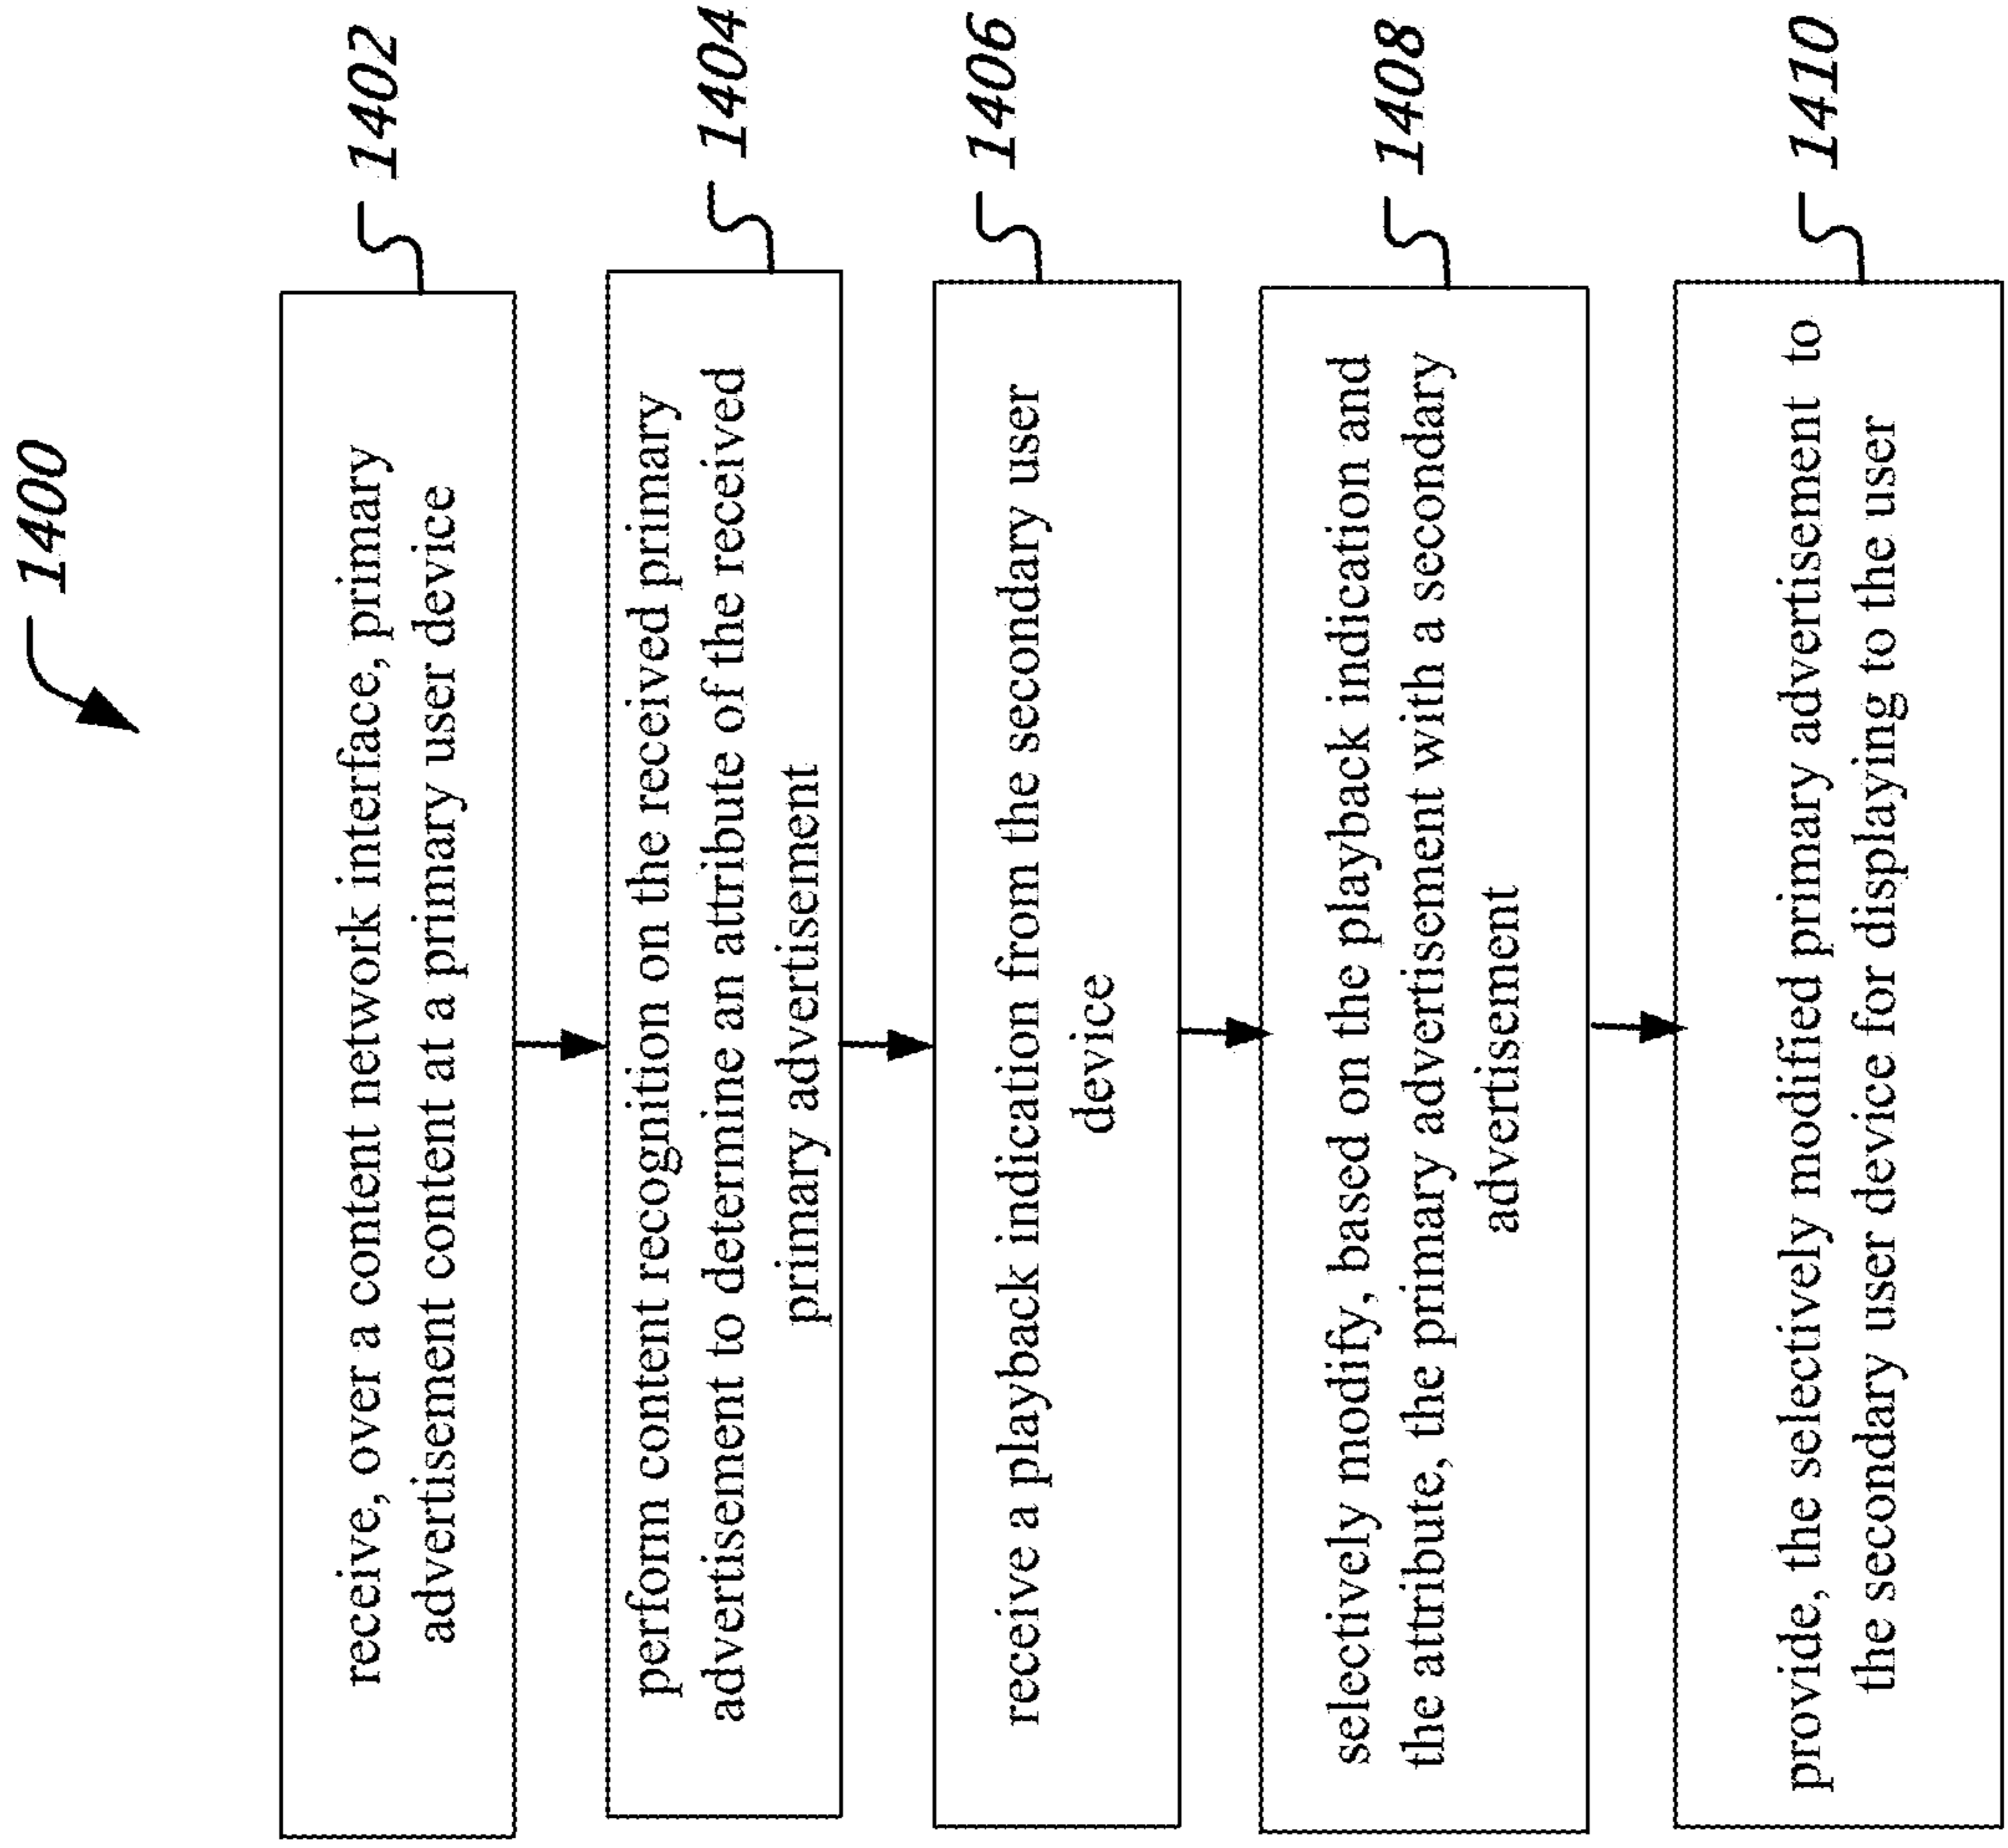 1400
receive, over a content network interface, primary
advertisement content at a primary user device
1402
perform content recognition on the received primary
advertisement to determine an attribute of the received
primary advertisement
1404
receive a playback indication from the secondary user
device
1406
selectively modify, based on the playback indication and
the attribute, the primary advertisement with a secondary
advertisement
1408
provide, the selectively modified primary advertisement to
the secondary user device for displaying to the user
1410